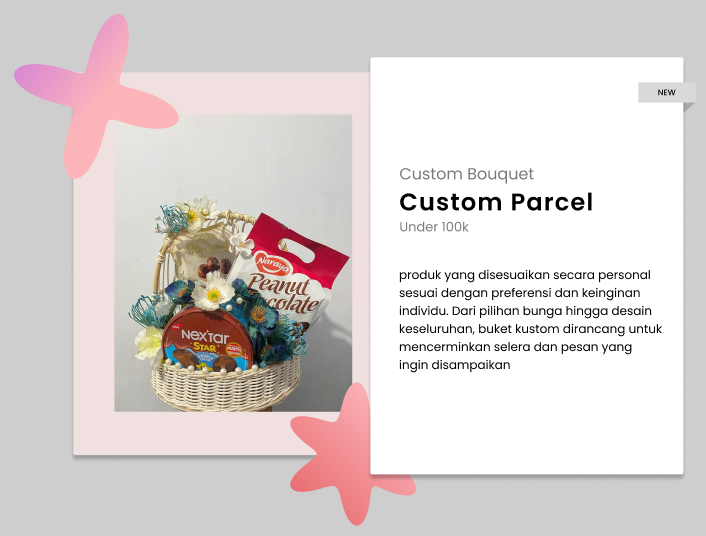 NEW
Custom Bouquet
Custom Parcel
Under 100k
produk yang disesuaikan secara personal
sesuai dengan preferensi dan keinginan
individu. Dari pilihan bunga hingga desain
keseluruhan, buket kustom dirancang untuk
mencerminkan selera dan pesan yang
ingin disampaikan
Naraya
Peanut
Chocolate
Nextar
STAR